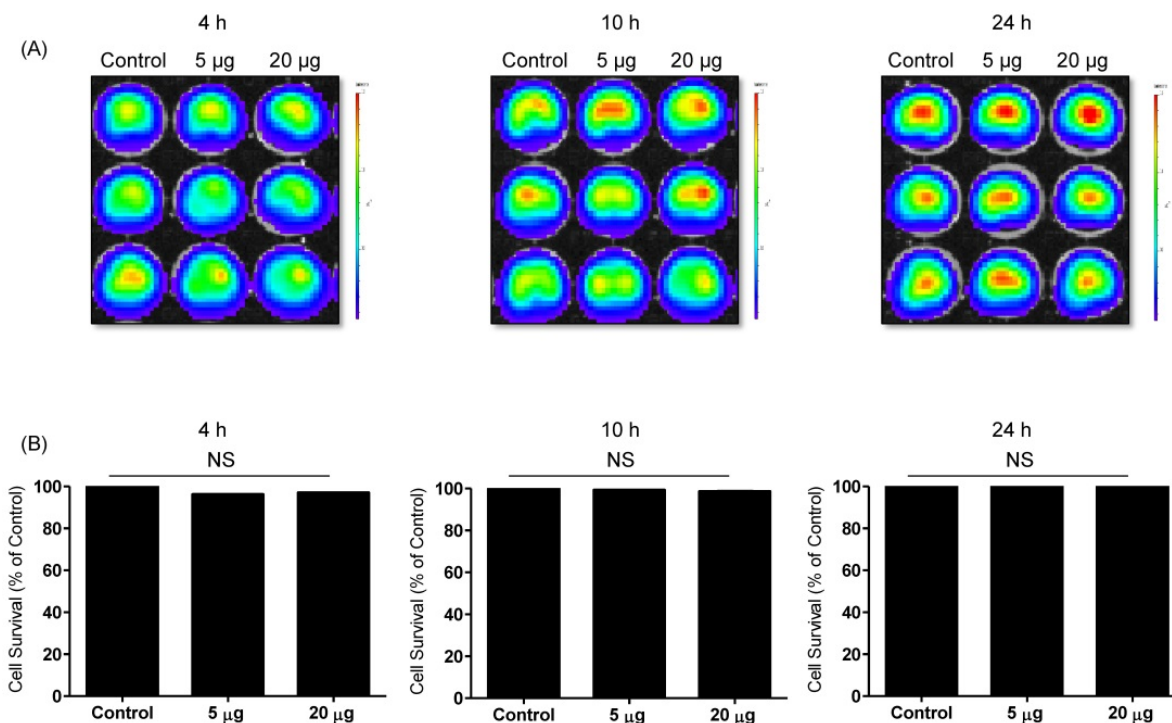 4 h
10 h
24 h
(A)
Control 5 µg 20 µg
Control 5 µg 20 µg
Control 5 µg 20 µg
(B)
4 h
10 h
24 h
NS
NS
NS
Cell Survival (% of Control)
100
80
60
40
20
0
Control 5 µg 20 µg
Cell Survival (% of Control)
100
80
60
40
20
0
Control 5 µg 20 µg
Cell Survival (% of Control)
100
80
60
40
20
0
Control 5 µg 20 µg